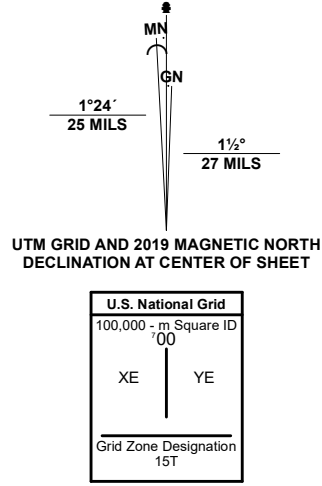 MN
GN
1°24´
25 MILS
1½°
27 MILS
UTM GRID AND 2019 MAGNETIC NORTH
DECLINATION AT CENTER OF SHEET
U.S. National Grid
100,000 - m Square ID
⁷00
XE YE
Grid Zone Designation
15T